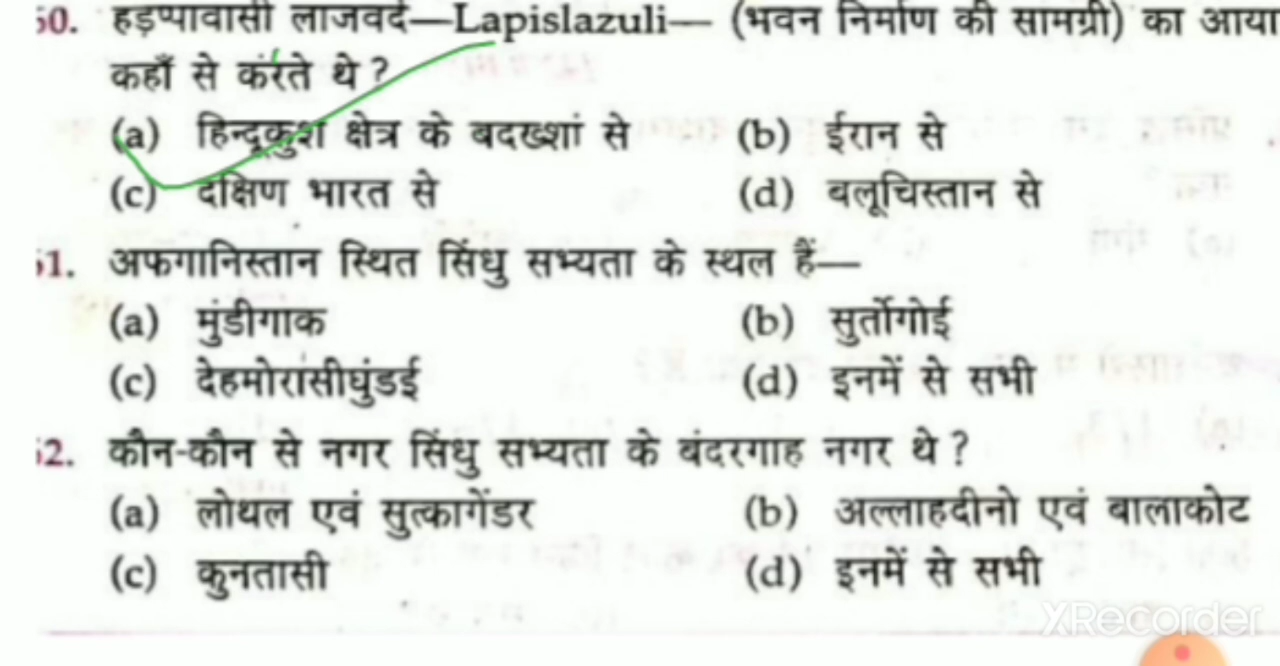 50. हड़प्पावासी लाजवर्द—Lapislazuli— (भवन निर्माण की सामग्री) का आया
कहाँ से करते थे ?
(a) हिन्दूकुश क्षेत्र के बदख्शां से (b) ईरान से
(c) दक्षिण भारत से (d) बलूचिस्तान से
51. अफगानिस्तान स्थित सिंधु सभ्यता के स्थल हैं—
(a) मुंडीगाक (b) सुर्तोगोई
(c) देहमोरासीघुंडई (d) इनमें से सभी
52. कौन-कौन से नगर सिंधु सभ्यता के बंदरगाह नगर थे ?
(a) लोथल एवं सुत्कागेंडर (b) अल्लाहदीनो एवं बालाकोट
(c) कुनतासी (d) इनमें से सभी
XRecorder